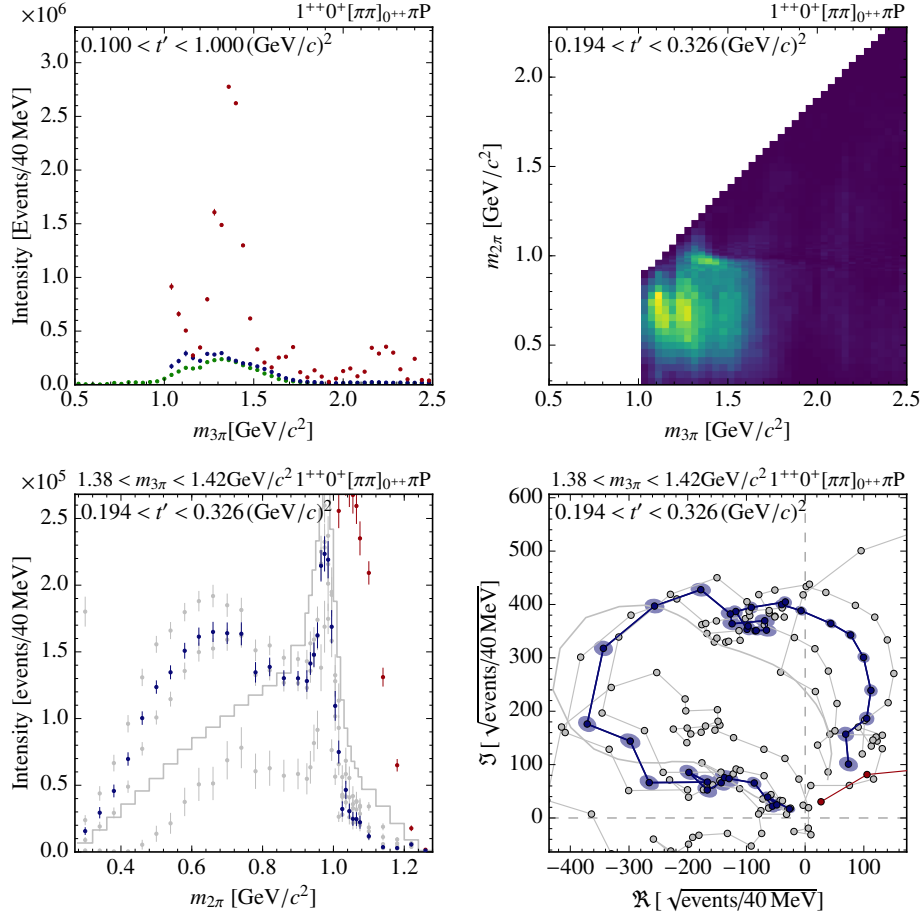 ×10⁶
1⁺⁺0⁺[ππ]₀₊₊πP
0.100 < t′ < 1.000 (GeV/c)²
3.0
2.5
2.0
1.5
1.0
0.5
0.0
Intensity [Events/40 MeV]
0.5 1.0 1.5 2.0 2.5
m₃π[GeV/c²]
1⁺⁺0⁺[ππ]₀₊₊πP
0.194 < t′ < 0.326 (GeV/c)²
2.0
1.5
1.0
0.5
m₂π [GeV/c²]
0.5 1.0 1.5 2.0 2.5
m₃π [GeV/c²]
×10⁵
1.38 < m₃π < 1.42GeV/c² 1⁺⁺0⁺[ππ]₀₊₊πP
0.194 < t′ < 0.326 (GeV/c)²
2.5
2.0
1.5
1.0
0.5
0.0
Intensity [events/40 MeV]
0.4 0.6 0.8 1.0 1.2
m₂π [GeV/c²]
1.38 < m₃π < 1.42GeV/c² 1⁺⁺0⁺[ππ]₀₊₊πP
0.194 < t′ < 0.326 (GeV/c)²
600
500
400
300
200
100
0
ℑ [√events/40 MeV]
−400 −300 −200 −100 0 100
ℜ [√events/40 MeV]